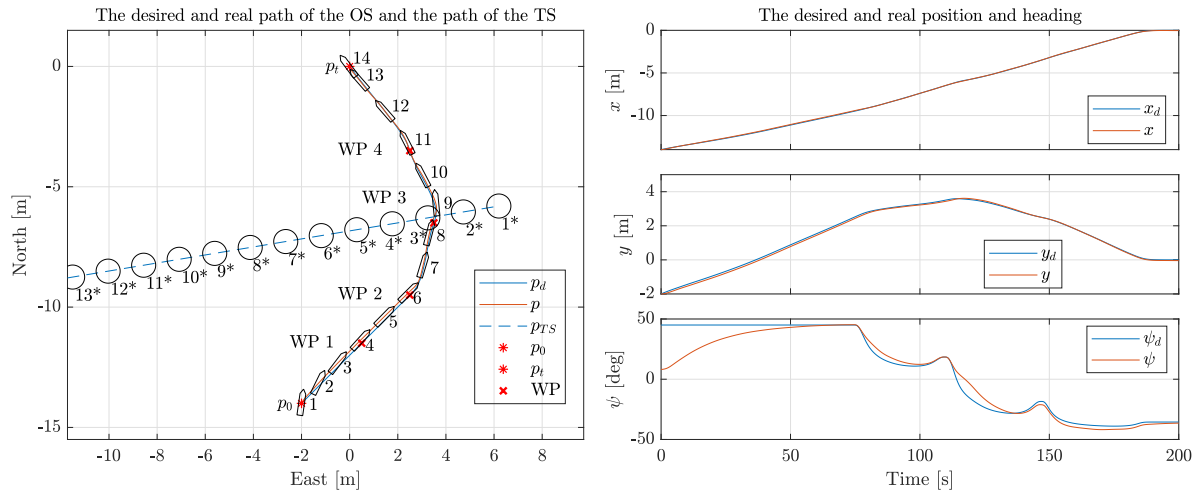 The desired and real path of the OS and the path of the TS
0
-5
-10
-15
North [m]
-10 -8 -6 -4 -2 0 2 4 6 8
East [m]
p_t
14
13
12
11
WP 4
10
WP 3
9
8
1*
2*
3*
4*
5*
6*
7*
8*
9*
10*
11*
12*
13*
7
WP 2
6
5
WP 1
4
3
2
p_0
1
p_d
p
p_TS
p_0
p_t
WP
The desired and real position and heading
0
-5
-10
x [m]
x_d
x
4
2
0
-2
y [m]
y_d
y
50
0
-50
ψ [deg]
ψ_d
ψ
0 50 100 150 200
Time [s]